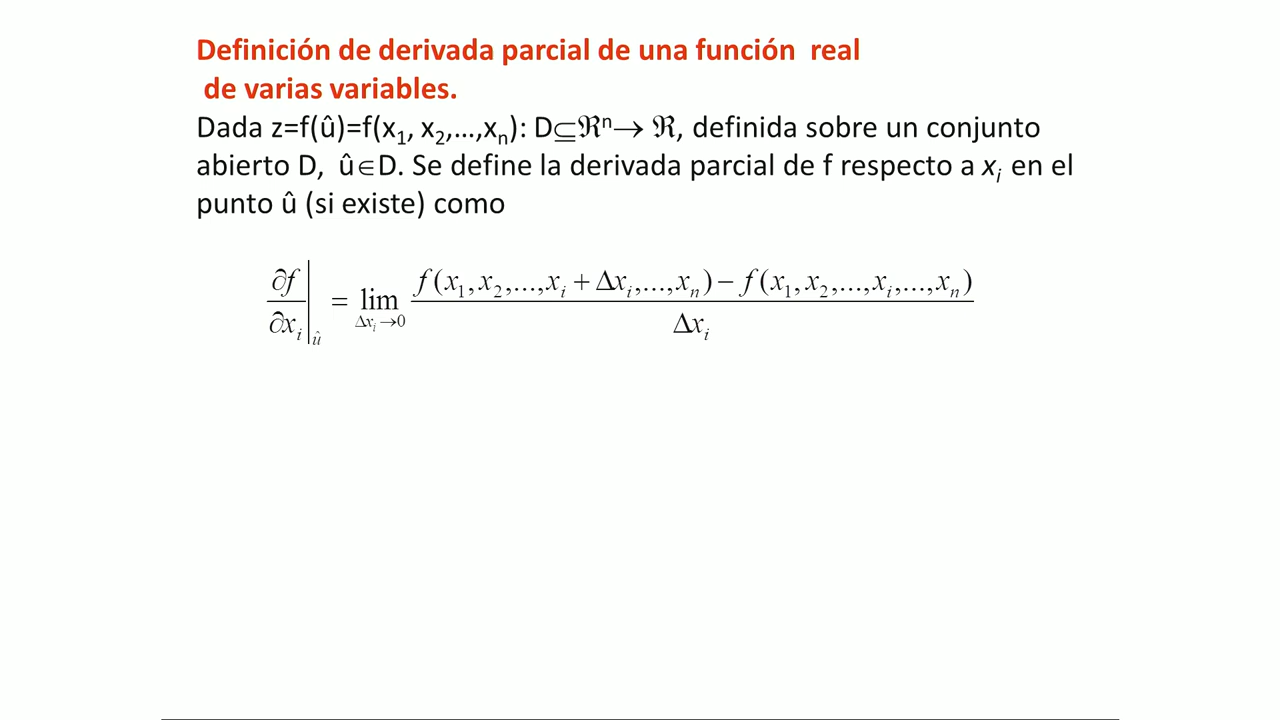 Definición de derivada parcial de una función real
de varias variables.
Dada z=f(û)=f(x₁, x₂,...,xₙ): D⊆ℜⁿ→ ℜ, definida sobre un conjunto
abierto D, û∈D. Se define la derivada parcial de f respecto a xᵢ en el
punto û (si existe) como
∂f/∂xᵢ|û = lim Δxᵢ→0 (f(x₁,x₂,...,xᵢ+Δxᵢ,...,xₙ)−f(x₁,x₂,...,xᵢ,...,xₙ))/Δxᵢ